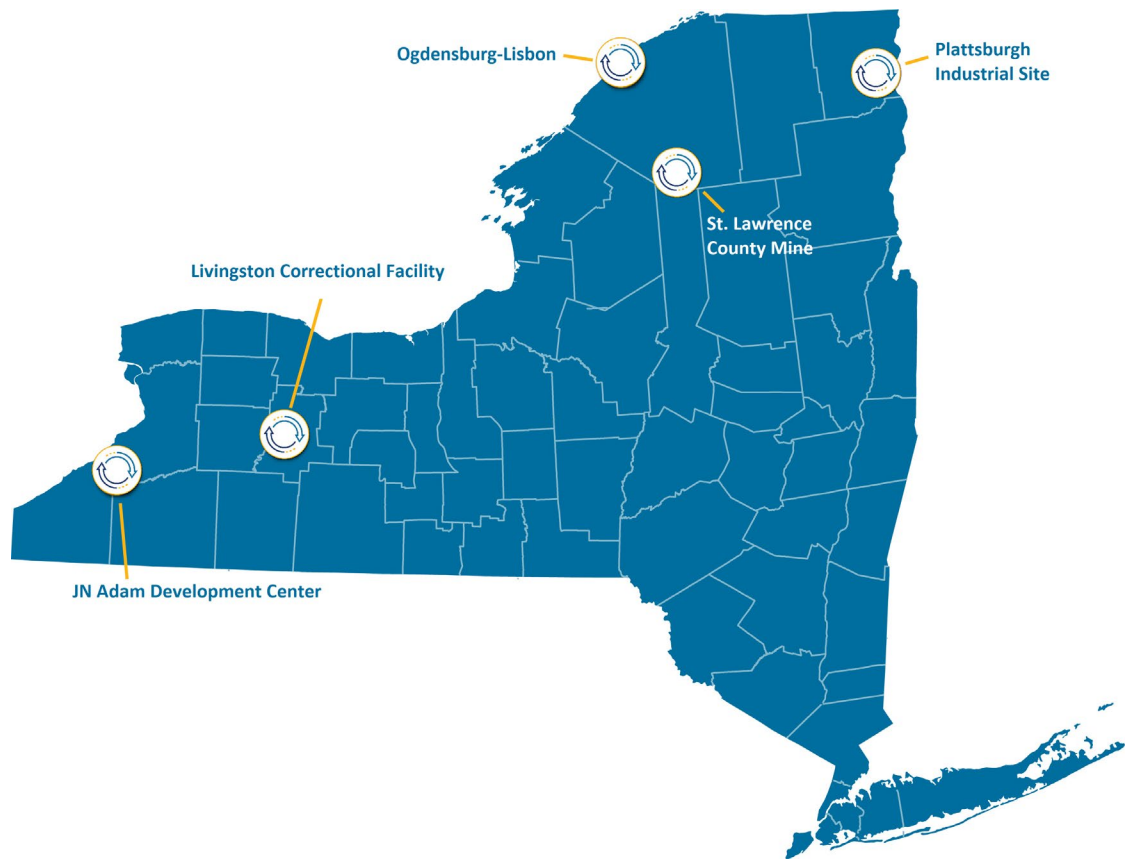 Ogdensburg-Lisbon
Plattsburgh
Industrial Site
St. Lawrence
County Mine
Livingston Correctional Facility
JN Adam Development Center